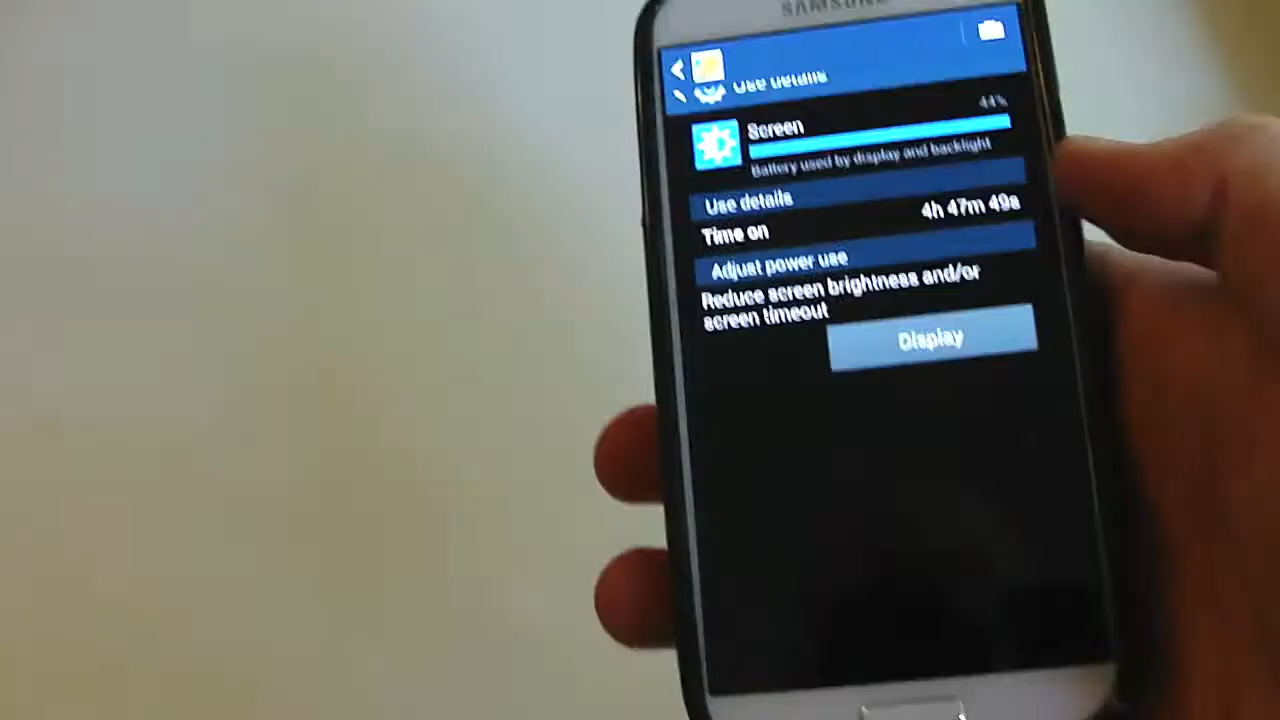 SAMSUNG
Use details
44%
Screen
Battery used by display and backlight
Use details
Time on
4h 47m 49s
Adjust power use
Reduce screen brightness and/or
screen timeout
Display